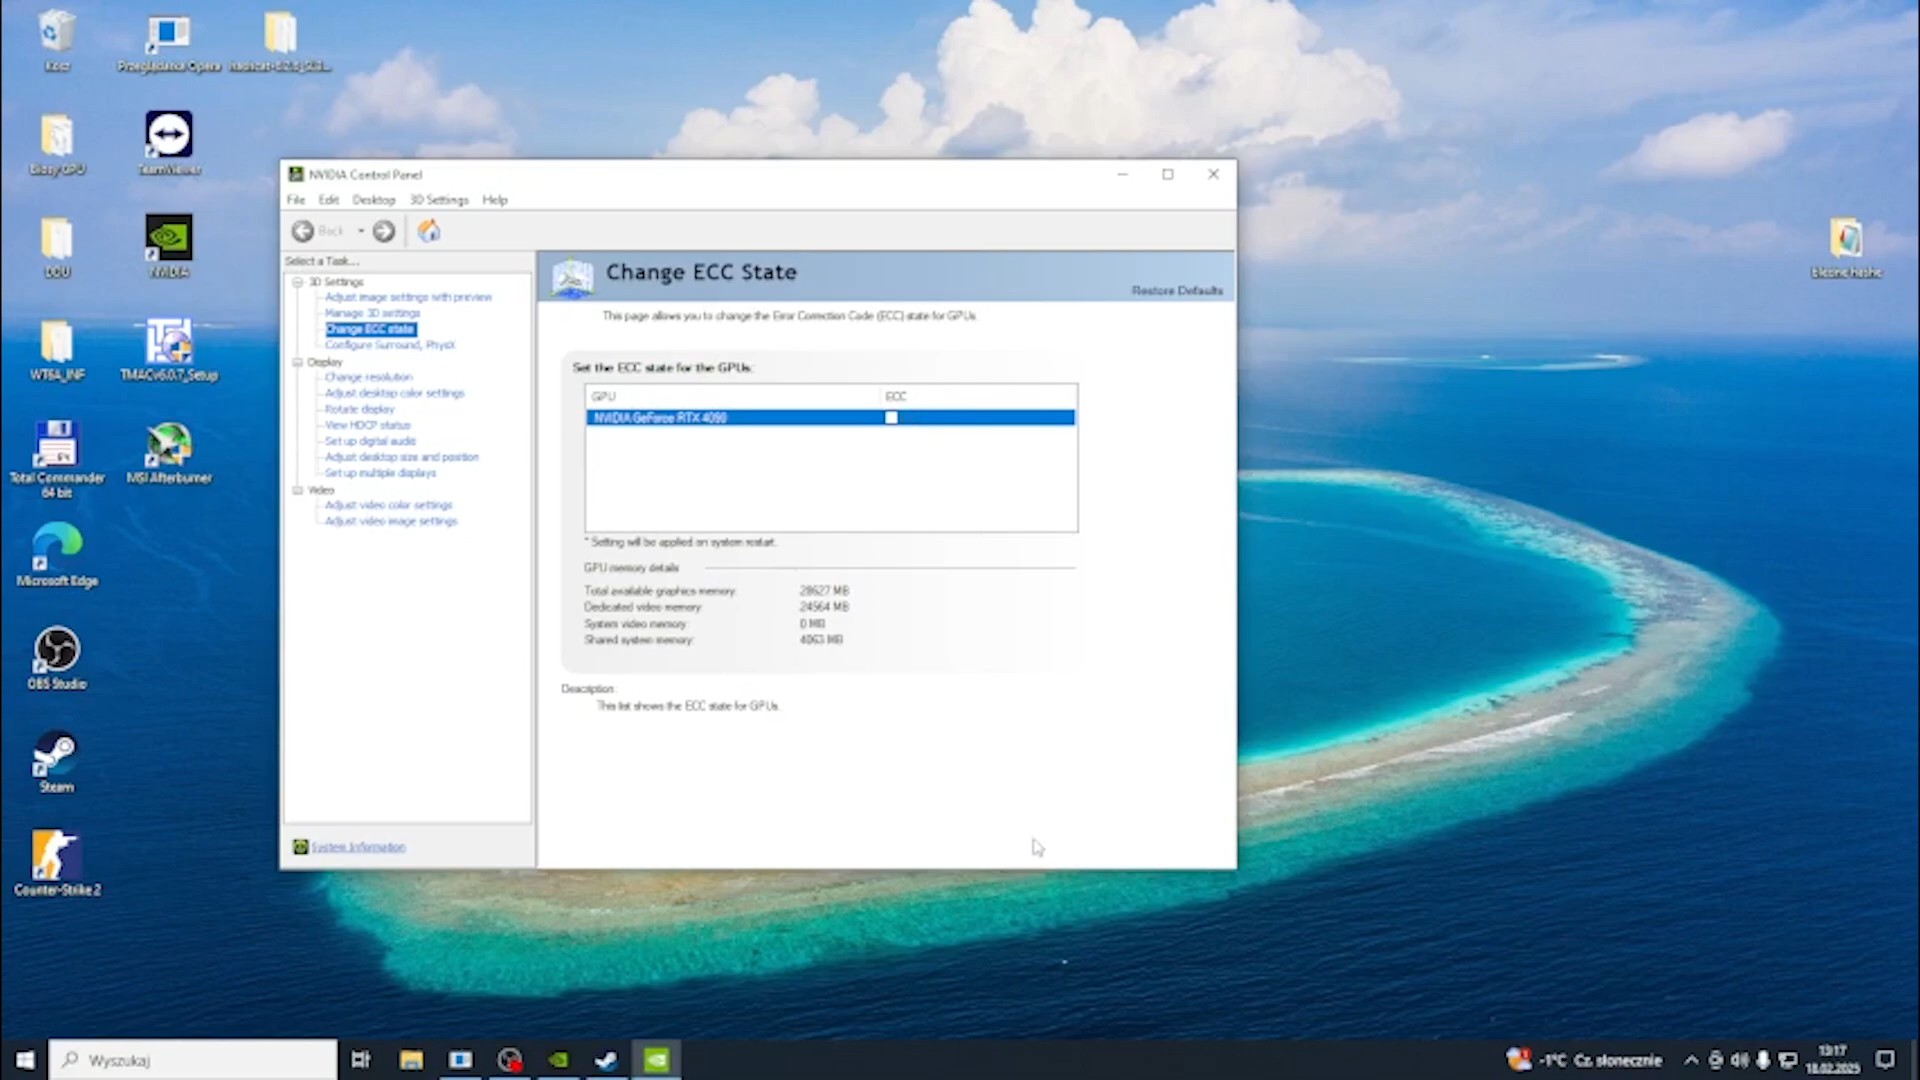 Kosz
Przeglądarka Opera
Blasy GPU
TeamViewer
DDU
NVIDIA
WT64_INF
TMACv6.0.7_Setup
Total Commander
64 bit
MSI Afterburner
Microsoft Edge
OBS Studio
Steam
Counter-Strike 2
NVIDIA Control Panel
File Edit Desktop 3D Settings Help
Back
Select a Task...
3D Settings
Adjust image settings with preview
Manage 3D settings
Change ECC state
Configure Surround, PhysX
Display
Change resolution
Adjust desktop color settings
Rotate display
View HDCP status
Set up digital audio
Adjust desktop size and position
Set up multiple displays
Video
Adjust video color settings
Adjust video image settings
System Information
Change ECC State
Restore Defaults
This page allows you to change the Error Correction Code (ECC) state for GPUs.
Set the ECC state for the GPUs:
GPU ECC
NVIDIA GeForce RTX 4090
* Setting will be applied on system restart.
GPU memory details
Total available graphics memory: 28627 MB
Dedicated video memory: 24564 MB
System video memory: 0 MB
Shared system memory: 4063 MB
Description:
This list shows the ECC state for GPUs.
Wyszukaj
-1°C Cz. słonecznie
13:17
18.02.2025